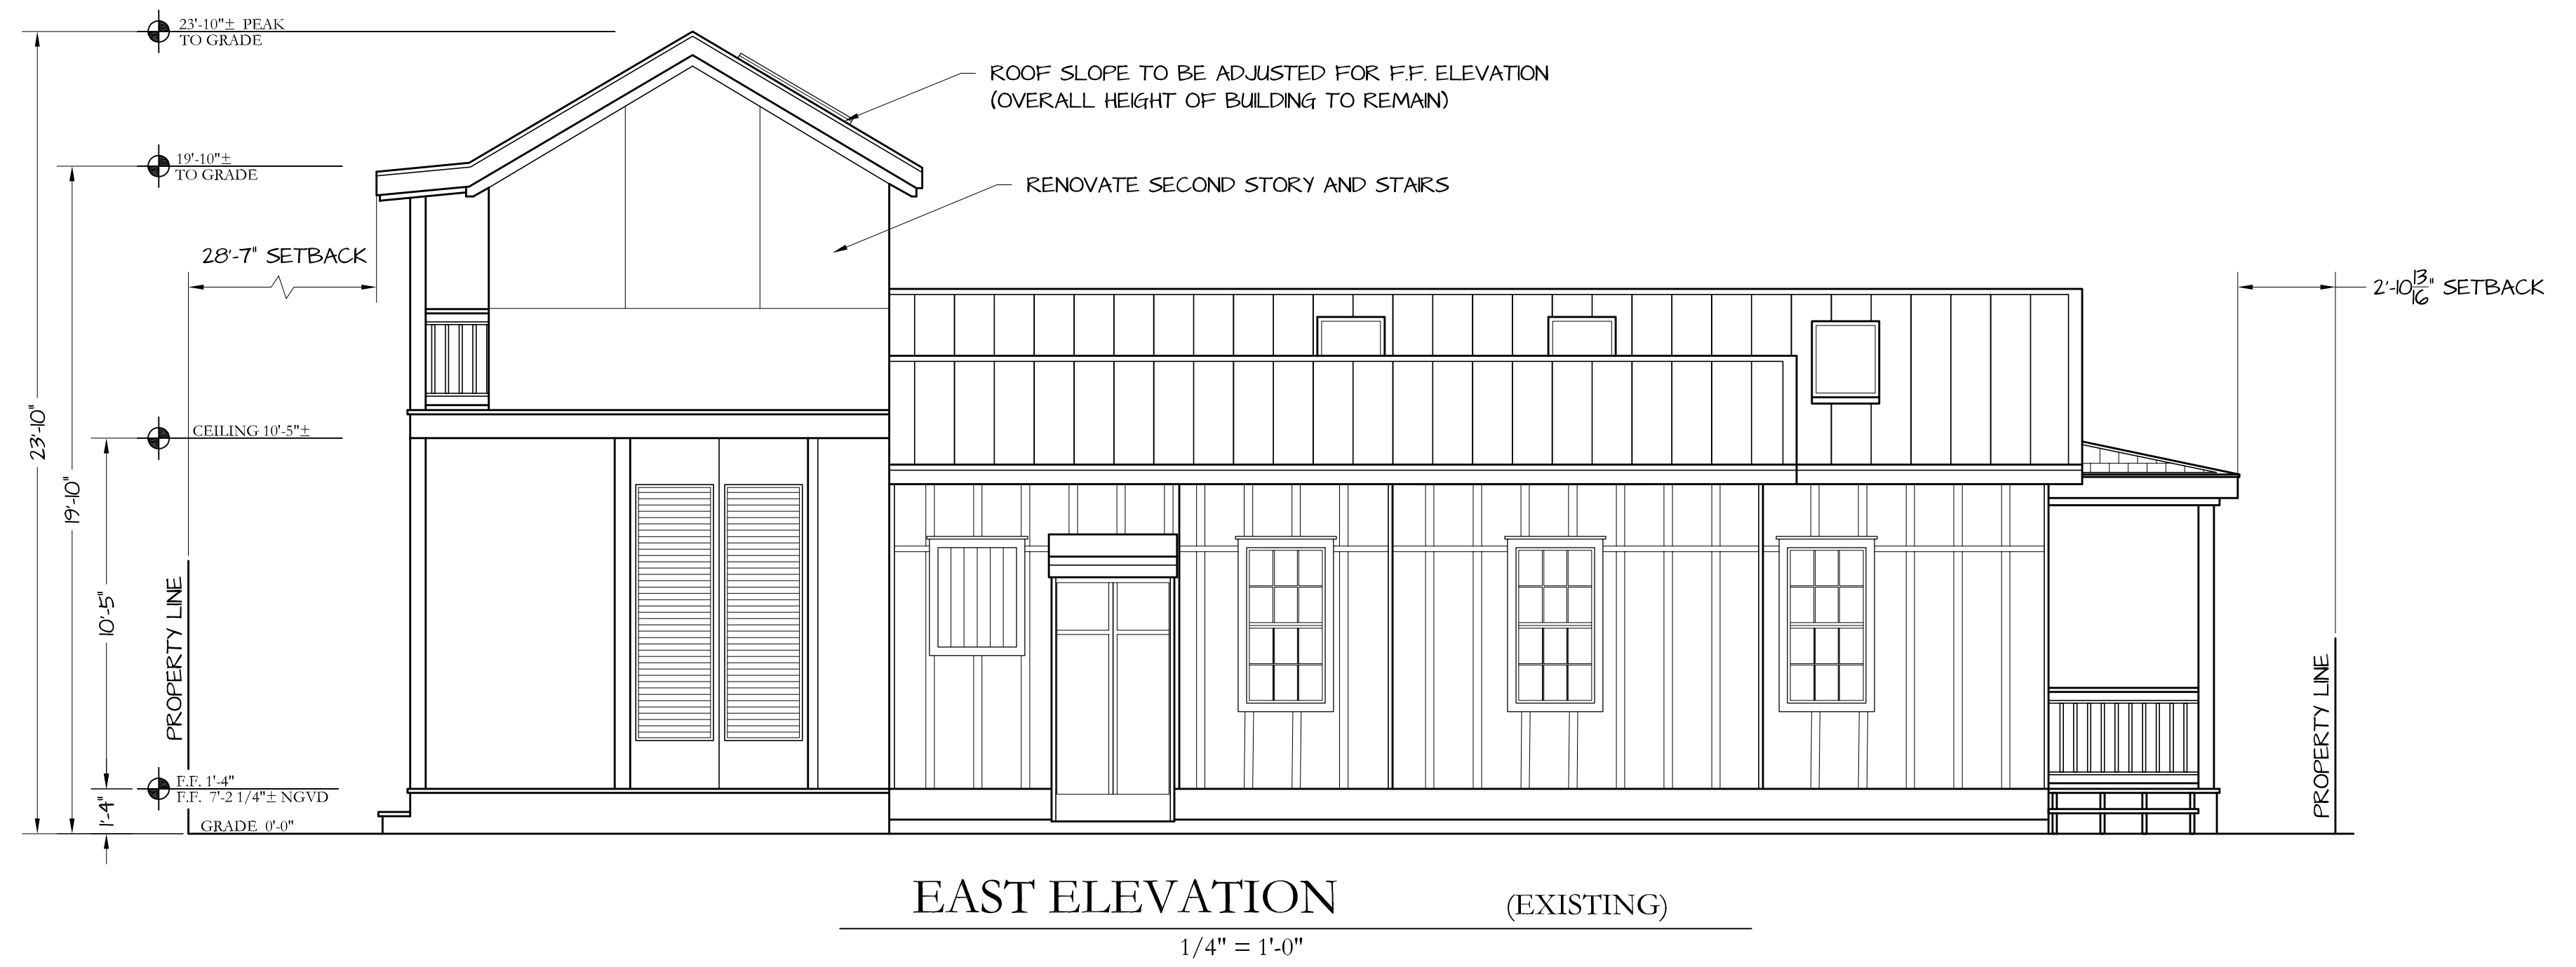 23'-10"± PEAK
TO GRADE
ROOF SLOPE TO BE ADJUSTED FOR F.F. ELEVATION
(OVERALL HEIGHT OF BUILDING TO REMAIN)
19'-10"±
TO GRADE
RENOVATE SECOND STORY AND STAIRS
28'-7" SETBACK
2'-10 13/16" SETBACK
23'-10"
CEILING 10'-5"±
19'-10"
10'-5"
PROPERTY LINE
PROPERTY LINE
F.F. 1'-4"
F.F. 7'-2 1/4"± NGVD
1'-4"
GRADE 0'-0"
EAST ELEVATION (EXISTING)
1/4" = 1'-0"